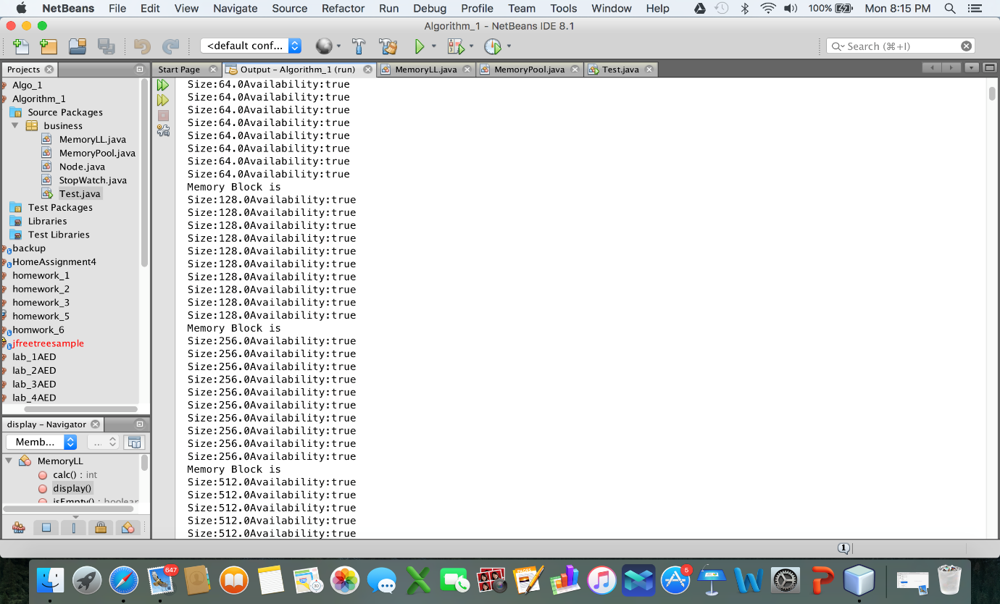 NetBeans File Edit View Navigate Source Refactor Run Debug Profile Team Tools Window Help 100% Mon 8:15 PM
Algorithm_1 - NetBeans IDE 8.1
<default conf... Search (⌘+I)
Projects
Start Page Output - Algorithm_1 (run) MemoryLL.java MemoryPool.java Test.java
Algo_1
Algorithm_1
Source Packages
business
MemoryLL.java
MemoryPool.java
Node.java
StopWatch.java
Test.java
Test Packages
Libraries
Test Libraries
backup
HomeAssignment4
homework_1
homework_2
homework_3
homework_5
homwork_6
jfreetreesample
lab_1AED
lab_2AED
lab_3AED
lab_4AED
display - Navigator
Memb... ...
MemoryLL
calc() : int
display()
isEmpty() : boolean
Size:64.0Availability:true
Size:64.0Availability:true
Size:64.0Availability:true
Size:64.0Availability:true
Size:64.0Availability:true
Size:64.0Availability:true
Size:64.0Availability:true
Size:64.0Availability:true
Memory Block is
Size:128.0Availability:true
Size:128.0Availability:true
Size:128.0Availability:true
Size:128.0Availability:true
Size:128.0Availability:true
Size:128.0Availability:true
Size:128.0Availability:true
Size:128.0Availability:true
Size:128.0Availability:true
Size:128.0Availability:true
Memory Block is
Size:256.0Availability:true
Size:256.0Availability:true
Size:256.0Availability:true
Size:256.0Availability:true
Size:256.0Availability:true
Size:256.0Availability:true
Size:256.0Availability:true
Size:256.0Availability:true
Size:256.0Availability:true
Size:256.0Availability:true
Memory Block is
Size:512.0Availability:true
Size:512.0Availability:true
Size:512.0Availability:true
Size:512.0Availability:true
Size:512.0Availability:true
1
647
5